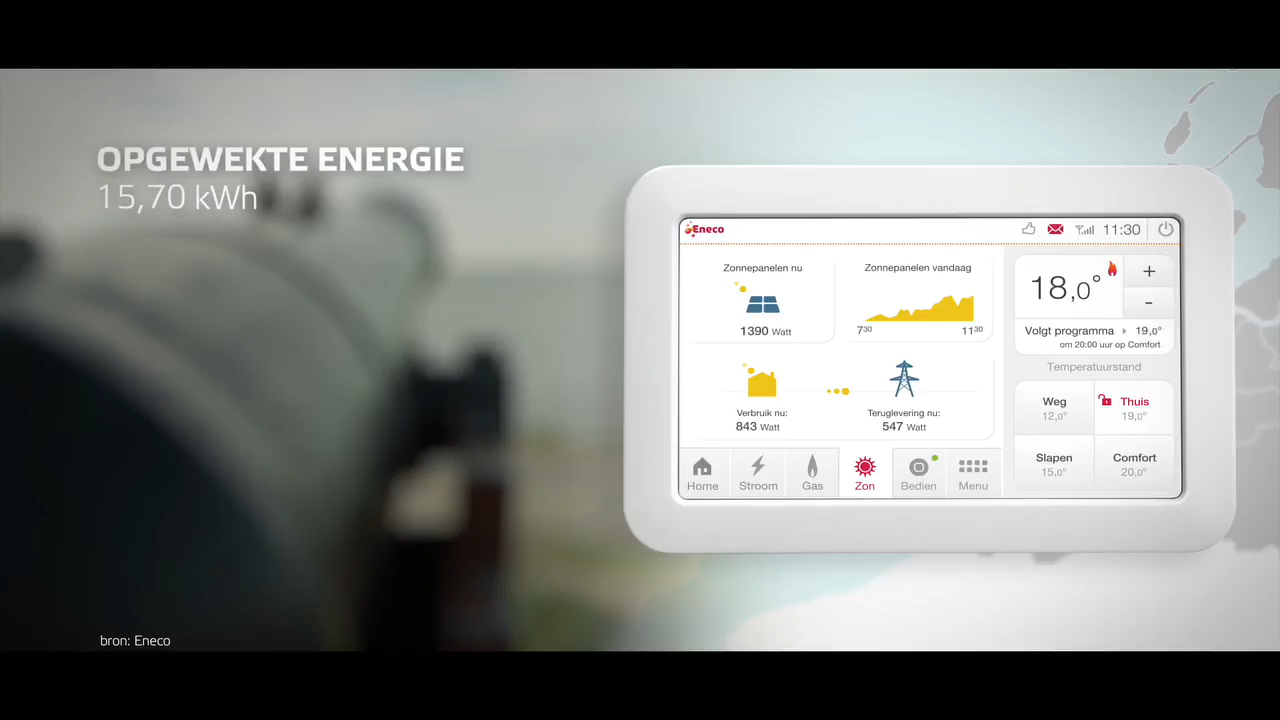 OPGEWEKTE ENERGIE
15,70 kWh
Eneco
11:30
Zonnepanelen nu
1390 Watt
Zonnepanelen vandaag
7³⁰ 11³⁰
Verbruik nu:
843 Watt
Teruglevering nu:
547 Watt
18,0°
+
-
Volgt programma 19,0°
om 20:00 uur op Comfort
Temperatuurstand
Weg
12,0°
Thuis
19,0°
Slapen
15,0°
Comfort
20,0°
Home Stroom Gas Zon Bedien Menu
bron: Eneco